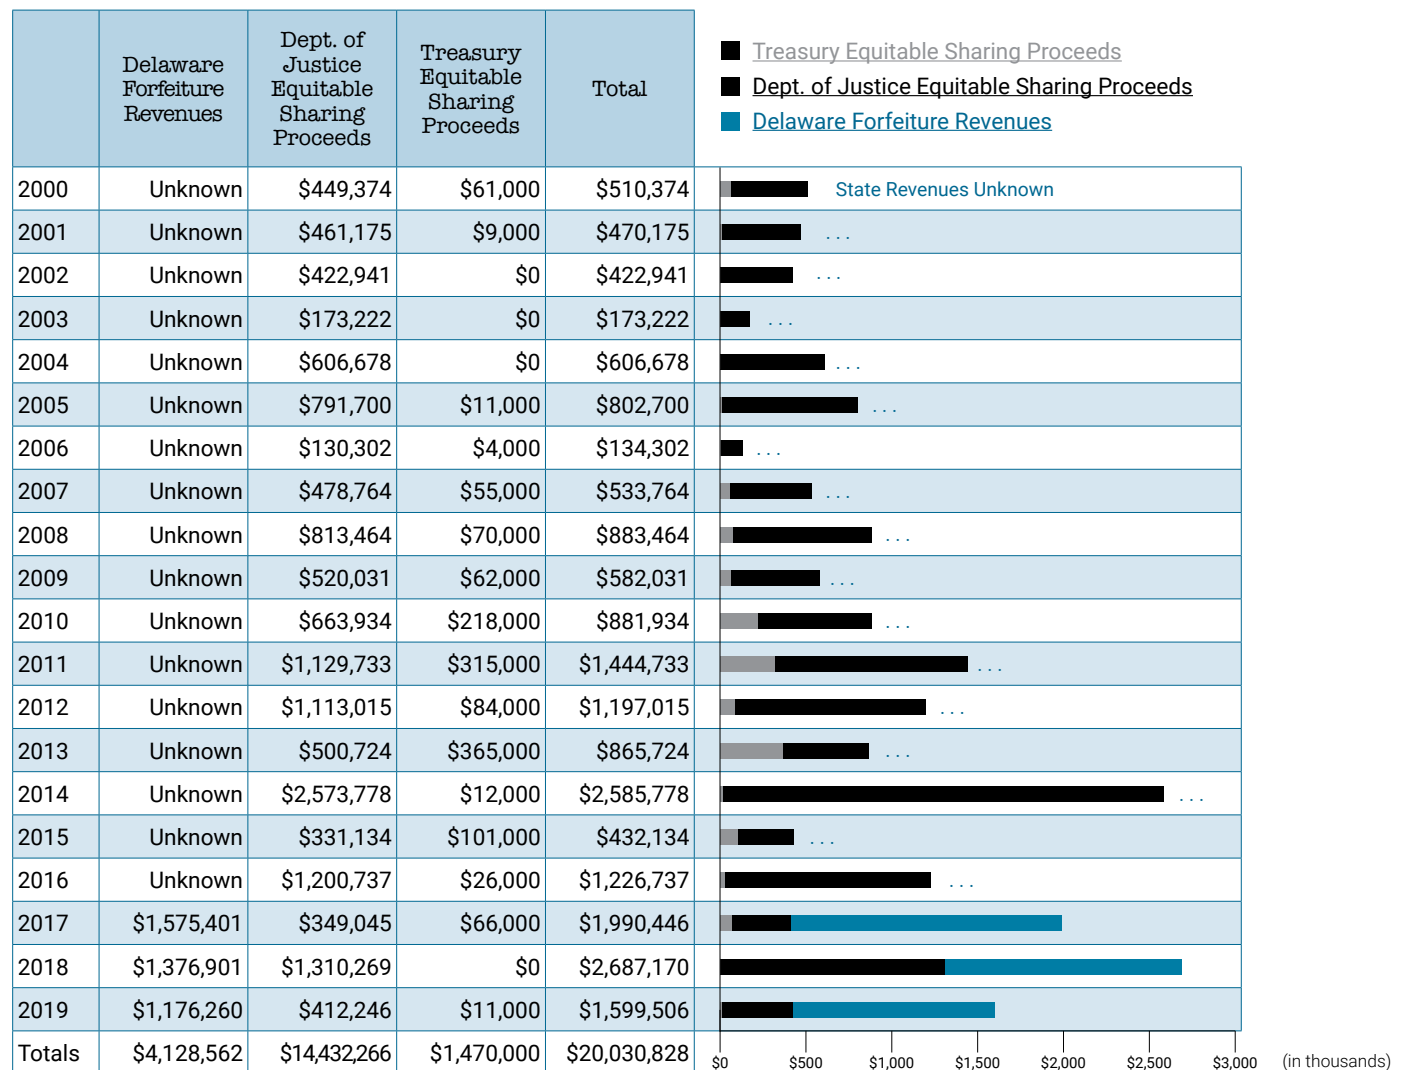 Delaware
Forfeiture
Revenues
Dept. of
Justice
Equitable
Sharing
Proceeds
Treasury
Equitable
Sharing
Proceeds
Total
Treasury Equitable Sharing Proceeds
Dept. of Justice Equitable Sharing Proceeds
Delaware Forfeiture Revenues
2000 Unknown $449,374 $61,000 $510,374 State Revenues Unknown
2001 Unknown $461,175 $9,000 $470,175 . . .
2002 Unknown $422,941 $0 $422,941 . . .
2003 Unknown $173,222 $0 $173,222 . . .
2004 Unknown $606,678 $0 $606,678 . . .
2005 Unknown $791,700 $11,000 $802,700 . . .
2006 Unknown $130,302 $4,000 $134,302 . . .
2007 Unknown $478,764 $55,000 $533,764 . . .
2008 Unknown $813,464 $70,000 $883,464 . . .
2009 Unknown $520,031 $62,000 $582,031 . . .
2010 Unknown $663,934 $218,000 $881,934 . . .
2011 Unknown $1,129,733 $315,000 $1,444,733 . . .
2012 Unknown $1,113,015 $84,000 $1,197,015 . . .
2013 Unknown $500,724 $365,000 $865,724 . . .
2014 Unknown $2,573,778 $12,000 $2,585,778 . . .
2015 Unknown $331,134 $101,000 $432,134 . . .
2016 Unknown $1,200,737 $26,000 $1,226,737 . . .
2017 $1,575,401 $349,045 $66,000 $1,990,446
2018 $1,376,901 $1,310,269 $0 $2,687,170
2019 $1,176,260 $412,246 $11,000 $1,599,506
Totals $4,128,562 $14,432,266 $1,470,000 $20,030,828
$0 $500 $1,000 $1,500 $2,000 $2,500 $3,000 (in thousands)